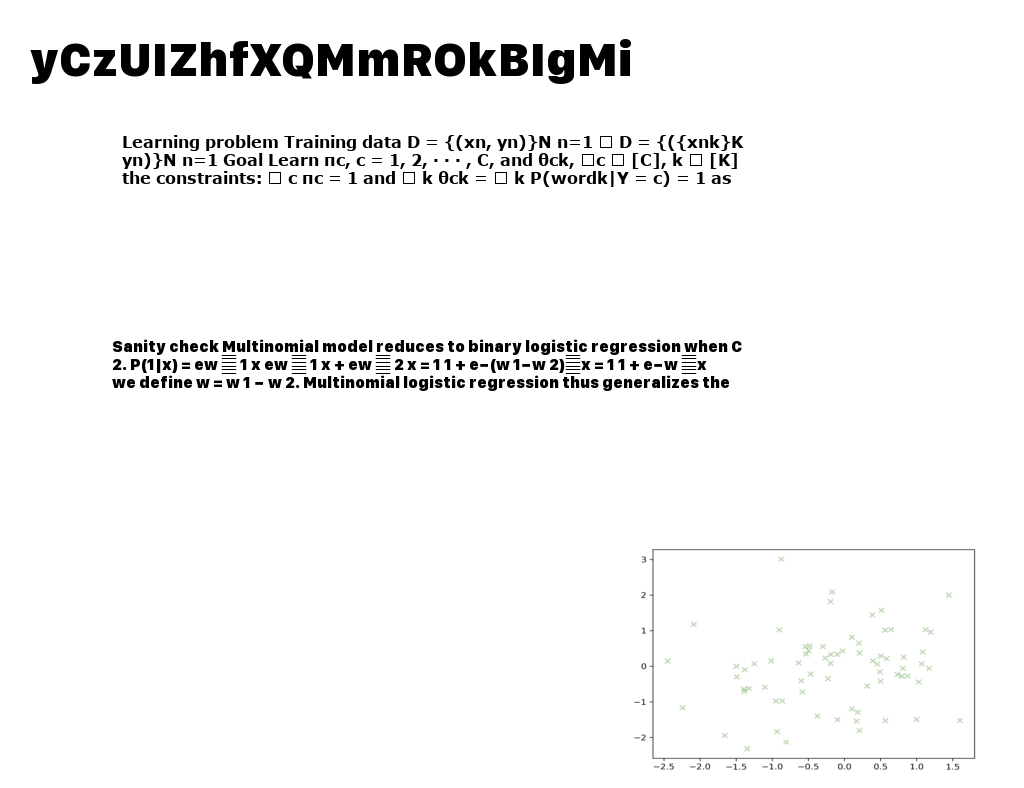 yCzUIZhfXQMmROkBIgMi
Learning problem Training data D = {(xn, yn)}N n=1 □ D = {({xnk}K
yn)}N n=1 Goal Learn πc, c = 1, 2, · · · , C, and θck, □c □ [C], k □ [K]
the constraints: □ c πc = 1 and □ k θck = □ k P(wordk|Y = c) = 1 as
Sanity check Multinomial model reduces to binary logistic regression when C
2. P(1|x) = ew □ 1 x ew □ 1 x + ew □ 2 x = 1 1 + e−(w 1−w 2)□x = 1 1 + e−w □x
we define w = w 1 − w 2. Multinomial logistic regression thus generalizes the
3
2
1
0
−1
−2
−2.5 −2.0 −1.5 −1.0 −0.5 0.0 0.5 1.0 1.5